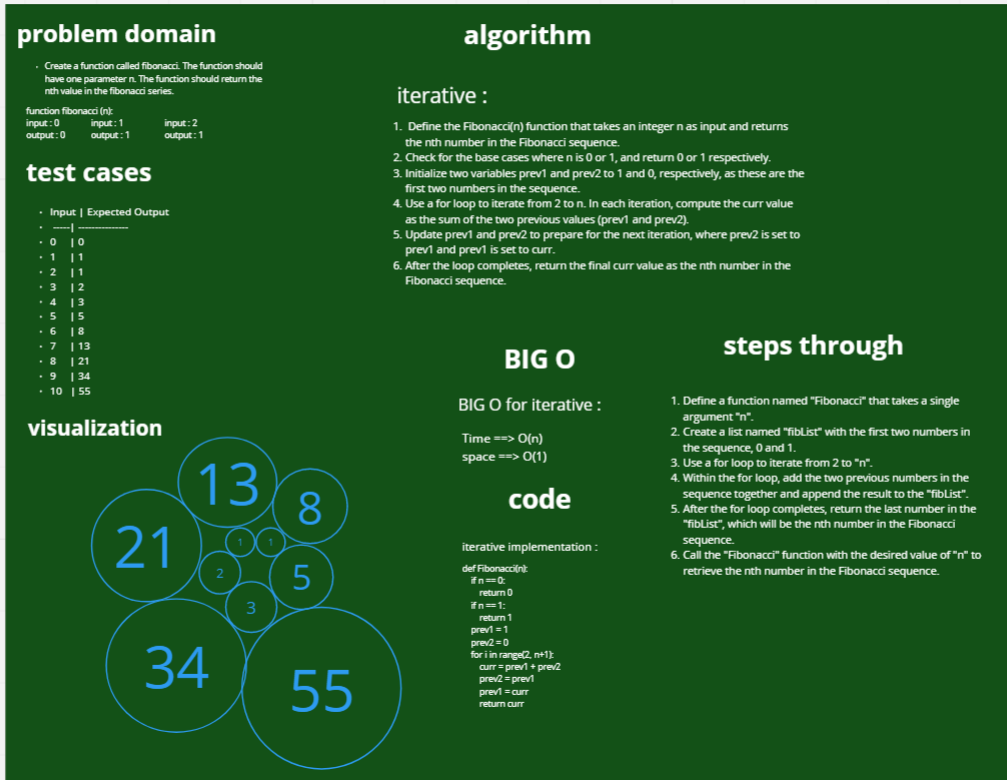 problem domain
· Create a function called fibonacci. The function should
have one parameter n. The function should return the
nth value in the fibonacci series.
function fibonacci (n):
input : 0 input : 1 input : 2
output : 0 output : 1 output : 1
test cases
· Input | Expected Output
· -----| ---------------
· 0 | 0
· 1 | 1
· 2 | 1
· 3 | 2
· 4 | 3
· 5 | 5
· 6 | 8
· 7 | 13
· 8 | 21
· 9 | 34
· 10 | 55
visualization
13
8
21
1 1
2
5
3
34
55
algorithm
iterative :
1. Define the Fibonacci(n) function that takes an integer n as input and returns
the nth number in the Fibonacci sequence.
2. Check for the base cases where n is 0 or 1, and return 0 or 1 respectively.
3. Initialize two variables prev1 and prev2 to 1 and 0, respectively, as these are the
first two numbers in the sequence.
4. Use a for loop to iterate from 2 to n. In each iteration, compute the curr value
as the sum of the two previous values (prev1 and prev2).
5. Update prev1 and prev2 to prepare for the next iteration, where prev2 is set to
prev1 and prev1 is set to curr.
6. After the loop completes, return the final curr value as the nth number in the
Fibonacci sequence.
BIG O
BIG O for iterative :
Time ==> O(n)
space ==> O(1)
code
iterative implementation :
def Fibonacci(n):
if n == 0:
return 0
if n == 1:
return 1
prev1 = 1
prev2 = 0
for i in range(2, n+1):
curr = prev1 + prev2
prev2 = prev1
prev1 = curr
return curr
steps through
1. Define a function named "Fibonacci" that takes a single
argument "n".
2. Create a list named "fibList" with the first two numbers in
the sequence, 0 and 1.
3. Use a for loop to iterate from 2 to "n".
4. Within the for loop, add the two previous numbers in the
sequence together and append the result to the "fibList".
5. After the for loop completes, return the last number in the
"fibList", which will be the nth number in the Fibonacci
sequence.
6. Call the "Fibonacci" function with the desired value of "n" to
retrieve the nth number in the Fibonacci sequence.